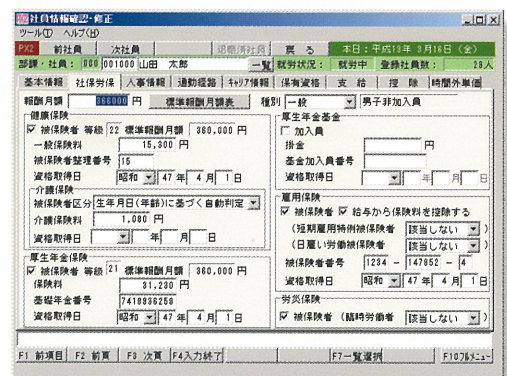 社員情報確認・修正
ツール(T) ヘルプ(H)
PX2 前社員 次社員 退職済社員 戻 る 本日：平成19年 3月16日 (金)
部課・社員： 000 001000 山田 太郎 一覧 就労状況： 就労中 登録社員数： 28人
基本情報 社保労保 人事情報 通勤経路 ｷｬﾘｱ情報 保有資格 支 給 控 除 時間外単価
報酬月額 366000 円 標準報酬月額表 種別 一般 男子非加入員
健康保険
被保険者 等級 22 標準報酬月額 360,000 円
一般保険料 15,300 円
被保険者整理番号 15
資格取得日 昭和 47 年 4 月 1 日
介護保険
被保険者区分 生年月日(年齢)に基づく自動判定
介護保険料 1,080 円
資格取得日 年 月 日
厚生年金保険
被保険者 等級 21 標準報酬月額 360,000 円
保険料 31,230 円
基礎年金番号 7418936258
資格取得日 昭和 47 年 4 月 1 日
厚生年金基金
加入員
掛金 円
基金加入員番号
資格取得日 年 月 日
雇用保険
被保険者 給与から保険料を控除する
(短期雇用特例被保険者 該当しない )
(日雇い労働被保険者 該当しない )
被保険者番号 1234 - 147852 - 4
資格取得日 昭和 47 年 4 月 1 日
労災保険
被保険者 (臨時労働者 該当しない )
F1 前項目 F2 前頁 F3 次頁 F4入力終了 F7一覧選択 F10フルメニュー